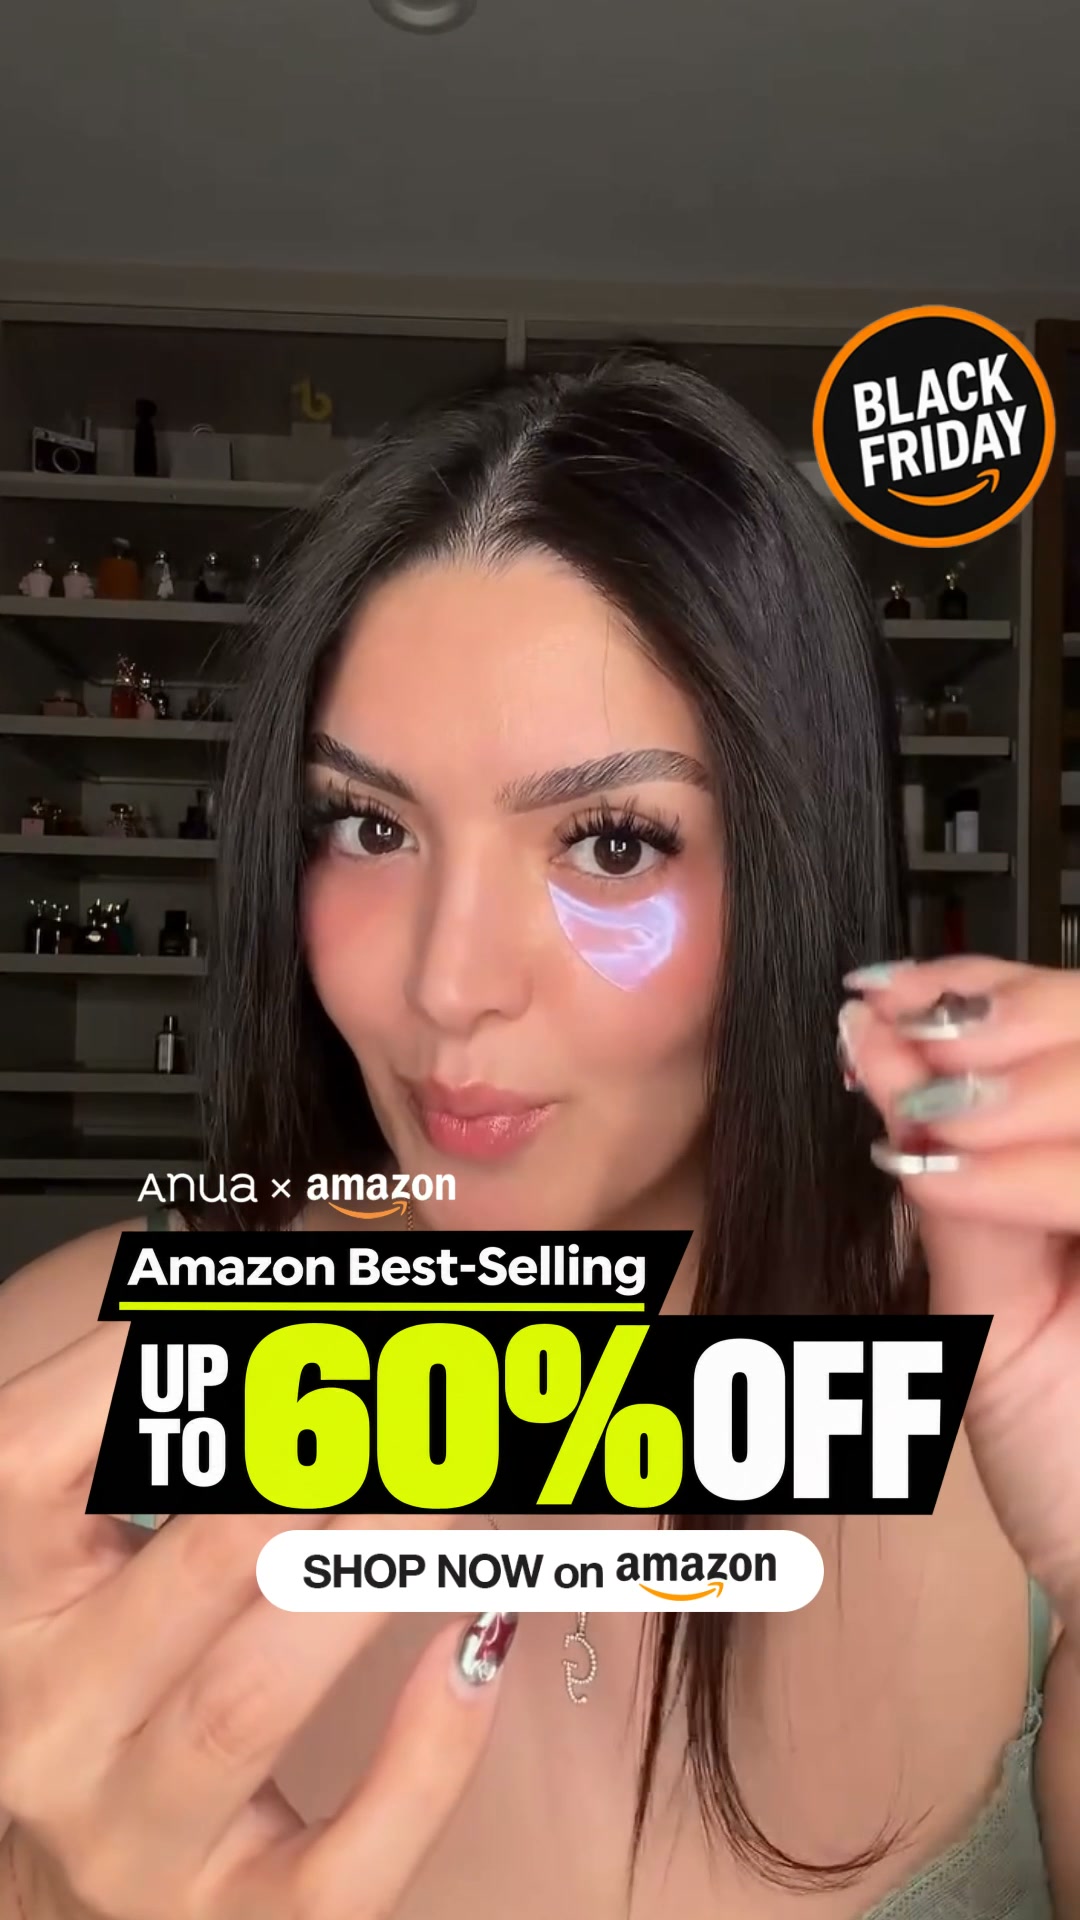 BLACK
FRIDAY
Anua × amazon
Amazon Best-Selling
UP TO 60% OFF
SHOP NOW on amazon